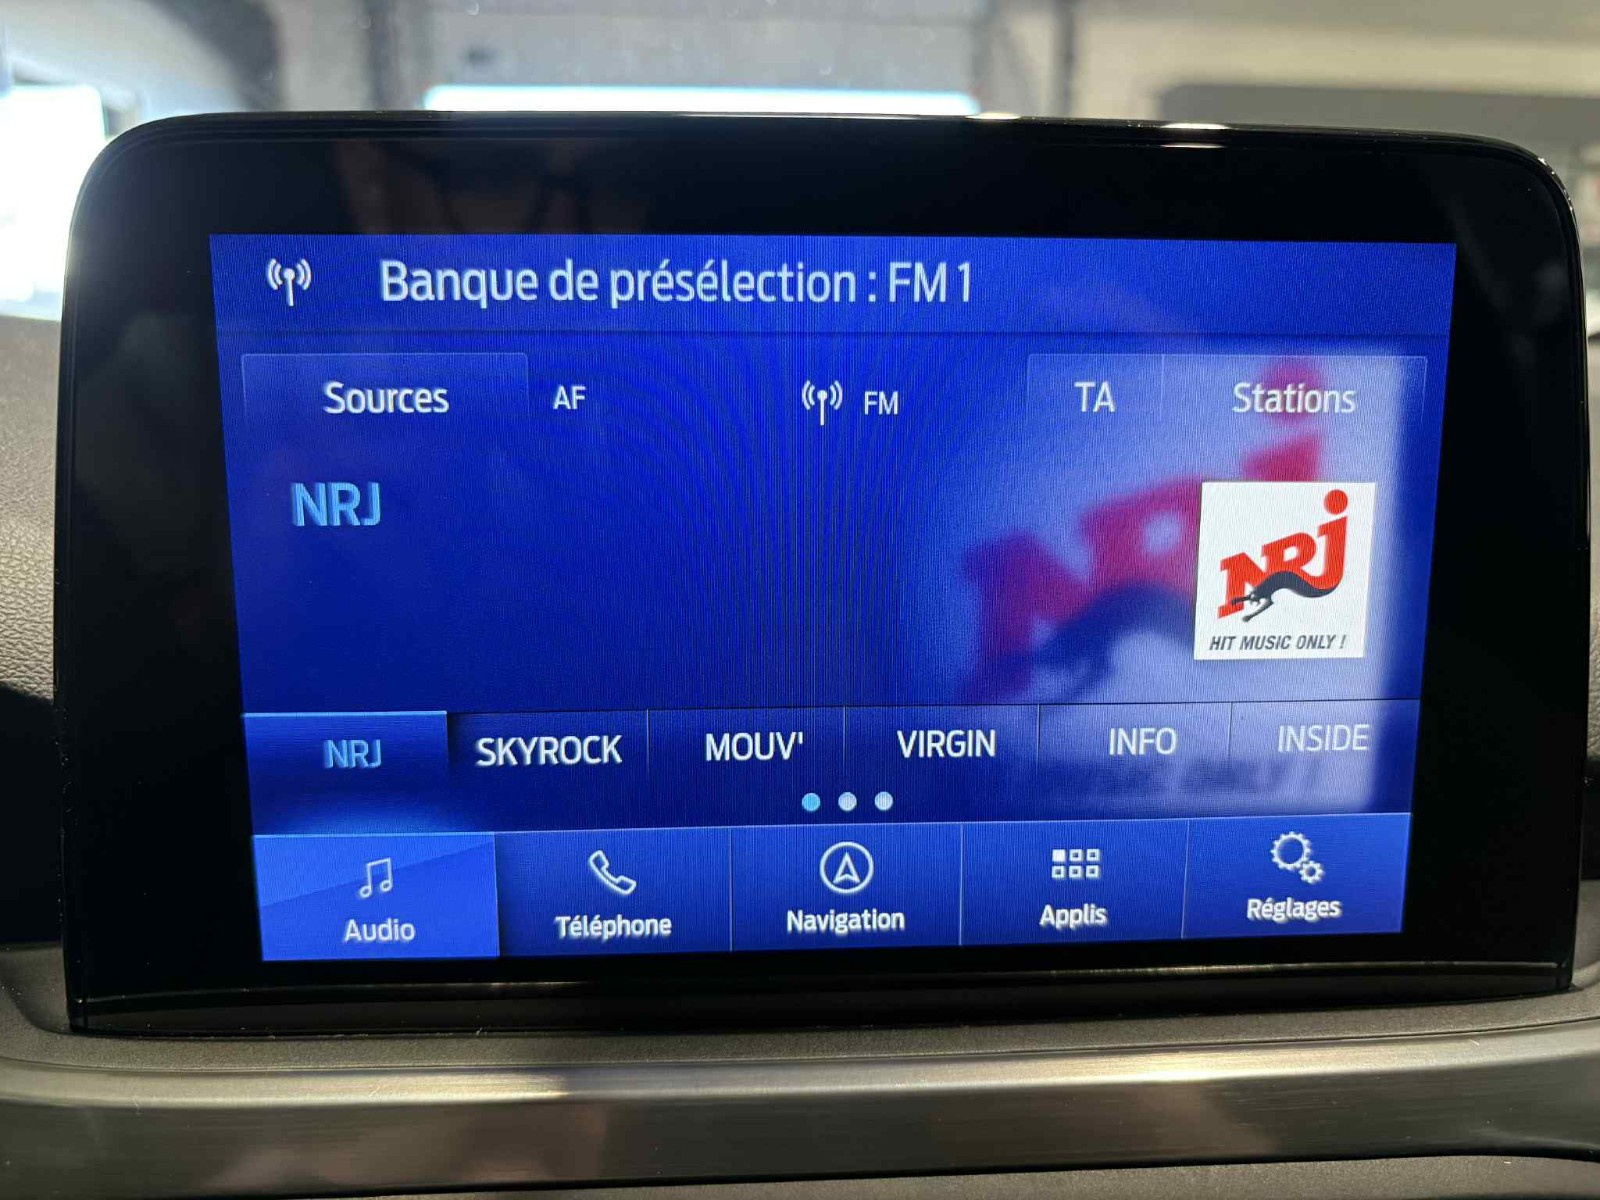 Banque de présélection : FM 1
Sources AF FM TA Stations
NRJ
NRJ
HIT MUSIC ONLY !
NRJ SKYROCK MOUV' VIRGIN INFO INSIDE
Audio Téléphone Navigation Applis Réglages